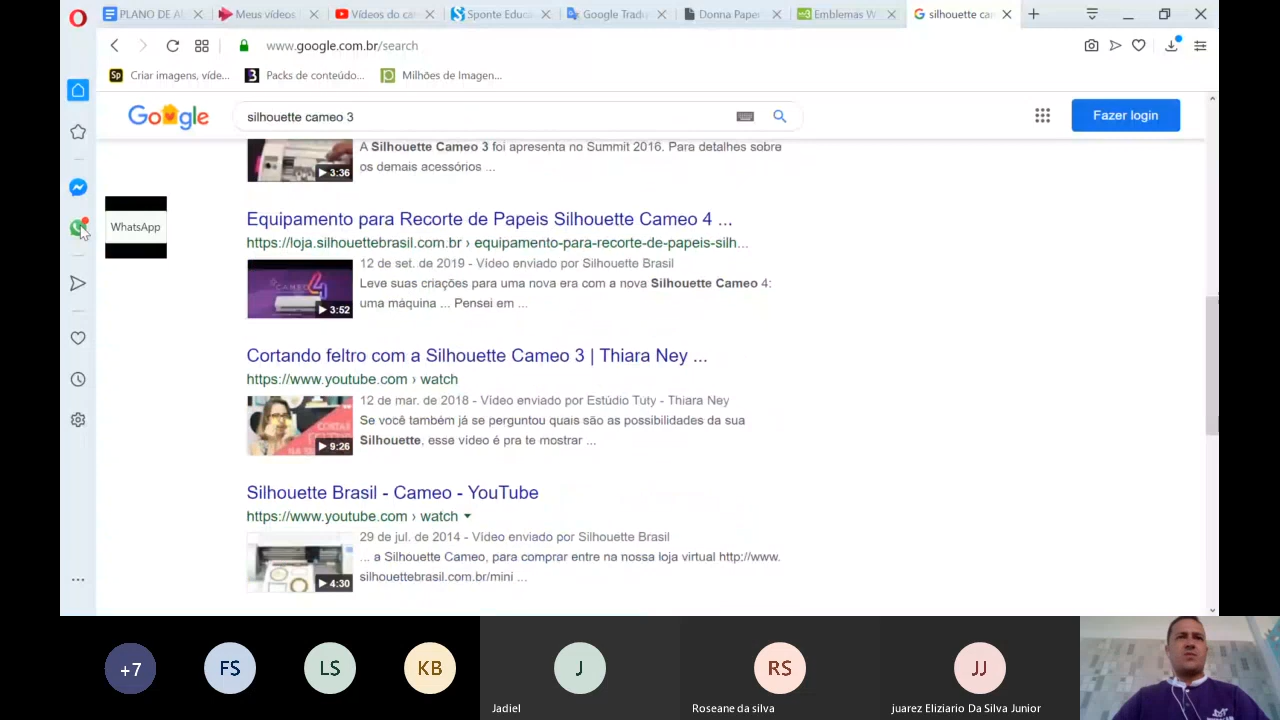 PLANO DE A
Meus vídeos
Vídeos do ca
Sponte Educ
Google Tradu
Donna Paper
Emblemas W
silhouette car
www.google.com.br/search
Criar imagens, víde...
Packs de conteúdo...
Milhões de Imagen...
Google
silhouette cameo 3
Fazer login
A Silhouette Cameo 3 foi apresenta no Summit 2016. Para detalhes sobre
os demais acessórios ...
3:36
WhatsApp
Equipamento para Recorte de Papeis Silhouette Cameo 4 ...
https://loja.silhouettebrasil.com.br › equipamento-para-recorte-de-papeis-silh...
12 de set. de 2019 - Vídeo enviado por Silhouette Brasil
Leve suas criações para uma nova era com a nova Silhouette Cameo 4:
uma máquina ... Pensei em ...
3:52
Cortando feltro com a Silhouette Cameo 3 | Thiara Ney ...
https://www.youtube.com › watch
12 de mar. de 2018 - Vídeo enviado por Estúdio Tuty - Thiara Ney
Se você também já se perguntou quais são as possibilidades da sua
Silhouette, esse vídeo é pra te mostrar ...
9:26
Silhouette Brasil - Cameo - YouTube
https://www.youtube.com › watch
29 de jul. de 2014 - Vídeo enviado por Silhouette Brasil
... a Silhouette Cameo, para comprar entre na nossa loja virtual http://www.
silhouettebrasil.com.br/mini ...
4:30
+7
FS
LS
KB
J
RS
JJ
Jadiel
Roseane da silva
juarez Eliziario Da Silva Junior